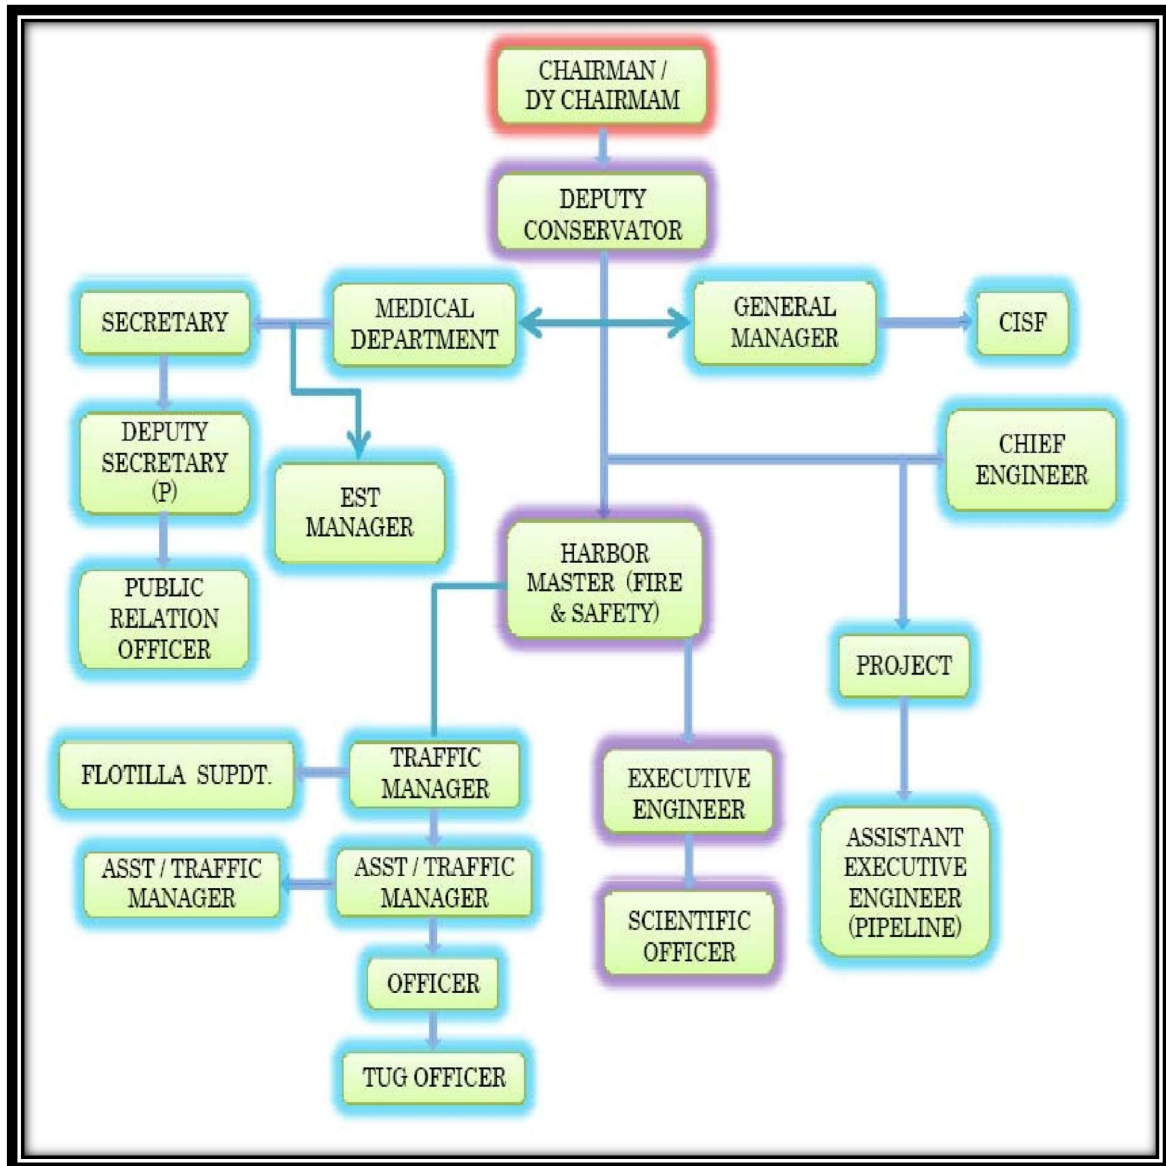 CHAIRMAN /
DY CHAIRMAM
DEPUTY
CONSERVATOR
SECRETARY
MEDICAL
DEPARTMENT
GENERAL
MANAGER
CISF
DEPUTY
SECRETARY
(P)
EST
MANAGER
CHIEF
ENGINEER
PUBLIC
RELATION
OFFICER
HARBOR
MASTER (FIRE
& SAFETY)
PROJECT
FLOTILLA SUPDT.
TRAFFIC
MANAGER
EXECUTIVE
ENGINEER
ASSISTANT
EXECUTIVE
ENGINEER
(PIPELINE)
ASST / TRAFFIC
MANAGER
ASST / TRAFFIC
MANAGER
SCIENTIFIC
OFFICER
OFFICER
TUG OFFICER